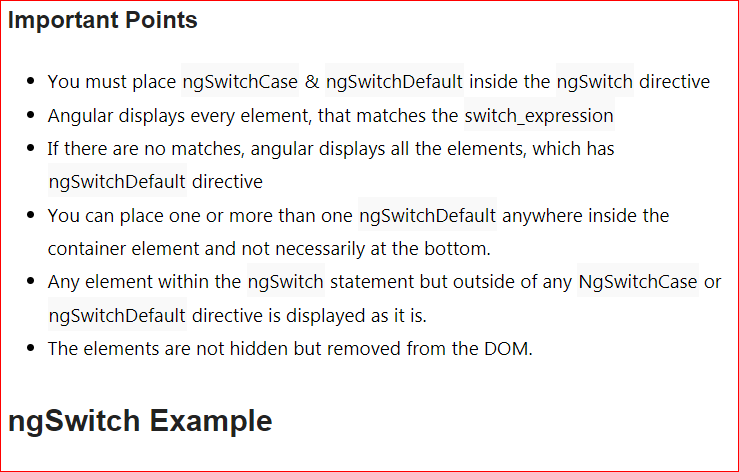 Important Points
You must place ngSwitchCase & ngSwitchDefault inside the ngSwitch directive
Angular displays every element, that matches the switch_expression
If there are no matches, angular displays all the elements, which has
ngSwitchDefault directive
You can place one or more than one ngSwitchDefault anywhere inside the
container element and not necessarily at the bottom.
Any element within the ngSwitch statement but outside of any NgSwitchCase or
ngSwitchDefault directive is displayed as it is.
The elements are not hidden but removed from the DOM.
ngSwitch Example